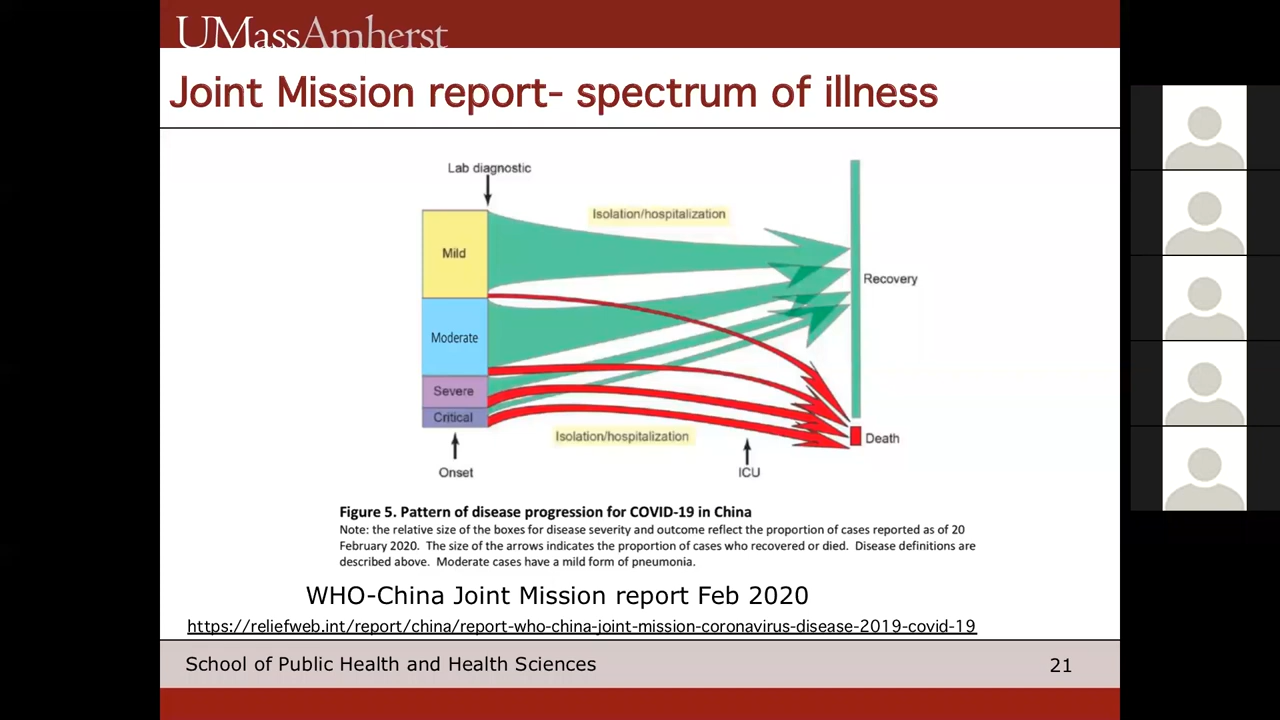 UMassAmherst
Joint Mission report- spectrum of illness
Lab diagnostic
Isolation/hospitalization
Mild
Recovery
Moderate
Severe
Critical
Isolation/hospitalization
Death
Onset
ICU
Figure 5. Pattern of disease progression for COVID-19 in China
Note: the relative size of the boxes for disease severity and outcome reflect the proportion of cases reported as of 20
February 2020. The size of the arrows indicates the proportion of cases who recovered or died. Disease definitions are
described above. Moderate cases have a mild form of pneumonia.
WHO-China Joint Mission report Feb 2020
https://reliefweb.int/report/china/report-who-china-joint-mission-coronavirus-disease-2019-covid-19
School of Public Health and Health Sciences
21